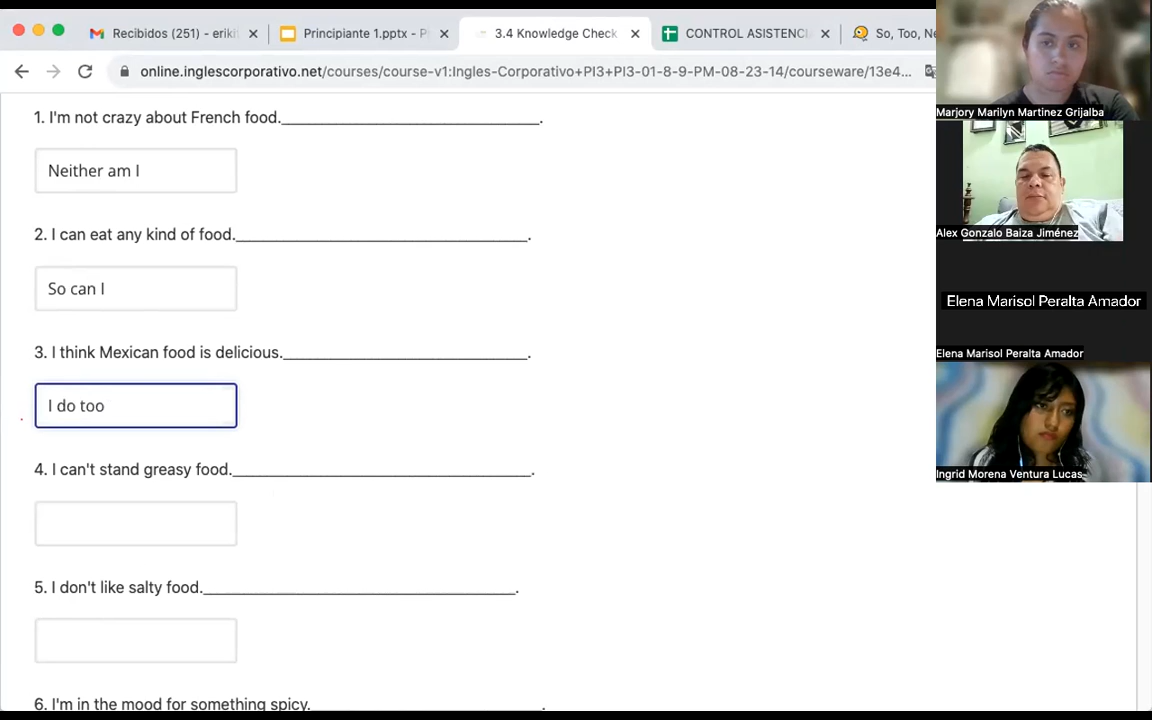 Recibidos (251) - eriki
Principiante 1.pptx - P
3.4 Knowledge Check
CONTROL ASISTENCI
So, Too, Ne
online.inglescorporativo.net/courses/course-v1:Ingles-Corporativo+PI3+PI3-01-8-9-PM-08-23-14/courseware/13e4...
1. I'm not crazy about French food.______________________________.
Neither am I
2. I can eat any kind of food.__________________________________.
So can I
3. I think Mexican food is delicious.____________________________.
I do too
4. I can't stand greasy food.___________________________________.
5. I don't like salty food.____________________________________.
6. I'm in the mood for something spicy.___________________________.
Marjory Marilyn Martinez Grijalba
Alex Gonzalo Baiza Jiménez
Elena Marisol Peralta Amador
Elena Marisol Peralta Amador
Ingrid Morena Ventura Lucas